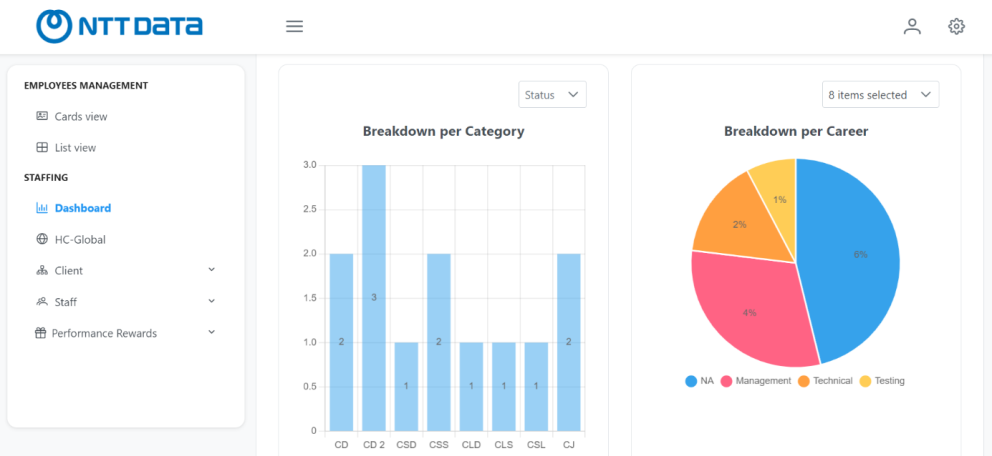 NTT DATA
EMPLOYEES MANAGEMENT
Cards view
List view
STAFFING
Dashboard
HC-Global
Client
Staff
Performance Rewards
Status
Breakdown per Category
3.0
2.5
2.0
1.5
1.0
0.5
0
2
3
1
2
1
1
1
2
CD CD 2 CSD CSS CLD CLS CSL CJ
8 items selected
Breakdown per Career
1%
2%
6%
4%
NA Management Technical Testing